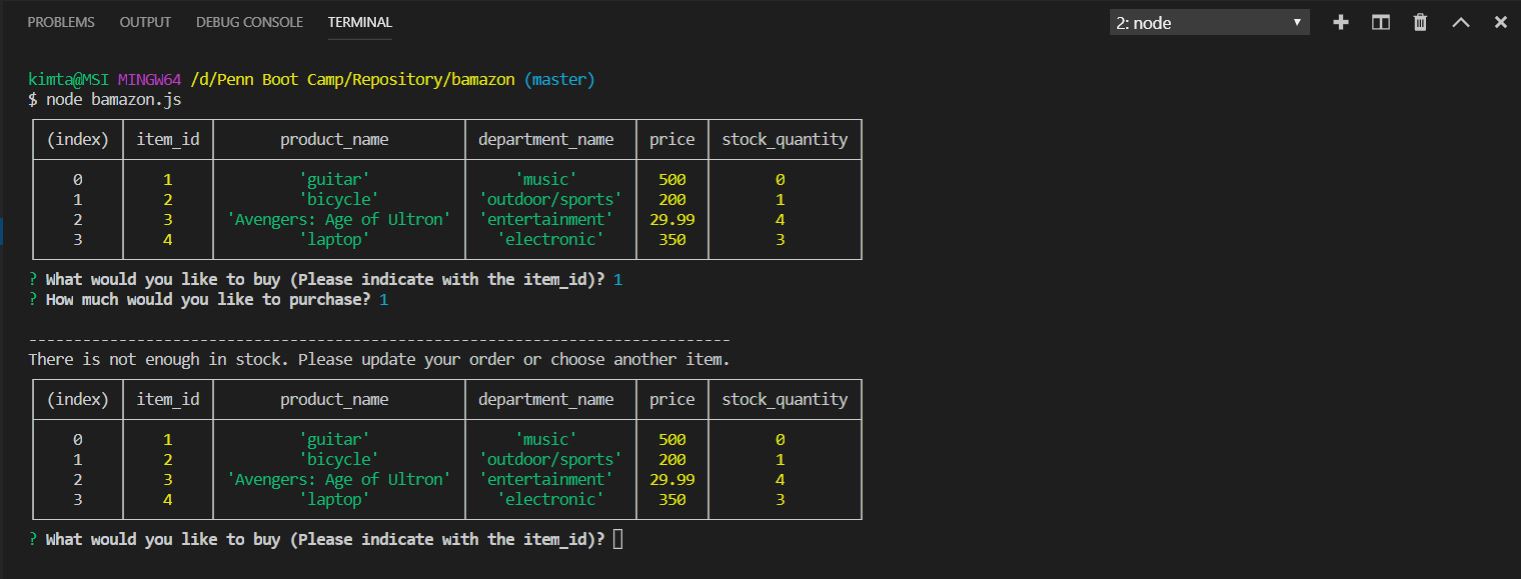 PROBLEMS OUTPUT DEBUG CONSOLE TERMINAL 2: node
kimta@MSI MINGW64 /d/Penn Boot Camp/Repository/bamazon (master)
$ node bamazon.js
(index) item_id product_name department_name price stock_quantity
0 1 'guitar' 'music' 500 0
1 2 'bicycle' 'outdoor/sports' 200 1
2 3 'Avengers: Age of Ultron' 'entertainment' 29.99 4
3 4 'laptop' 'electronic' 350 3
? What would you like to buy (Please indicate with the item_id)? 1
? How much would you like to purchase? 1
------------------------------------------------------------------------------
There is not enough in stock. Please update your order or choose another item.
(index) item_id product_name department_name price stock_quantity
0 1 'guitar' 'music' 500 0
1 2 'bicycle' 'outdoor/sports' 200 1
2 3 'Avengers: Age of Ultron' 'entertainment' 29.99 4
3 4 'laptop' 'electronic' 350 3
? What would you like to buy (Please indicate with the item_id)?